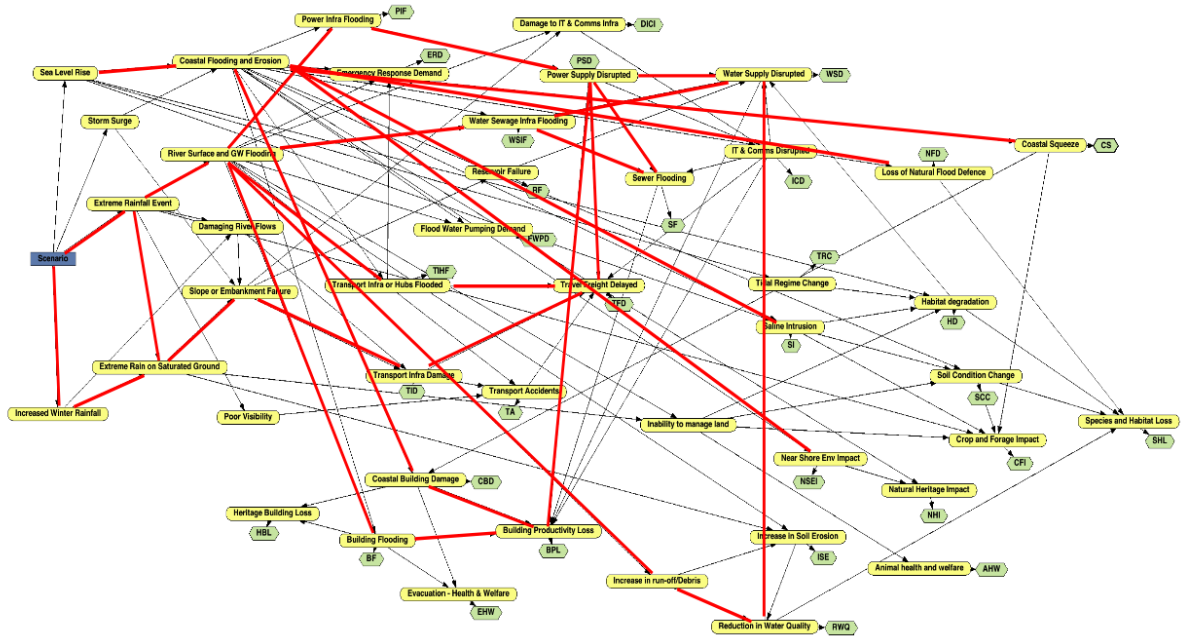 Power Infra Flooding
PIF
Damage to IT & Comms Infra
DICI
Coastal Flooding and Erosion
ERD
PSD
Sea Level Rise
Emergency Response Demand
Power Supply Disrupted
Water Supply Disrupted
WSD
Storm Surge
Water Sewage Infra Flooding
WSIF
Coastal Squeeze
CS
River Surface and GW Flooding
IT & Comms Disrupted
NFD
Reservoir Failure
RF
Sewer Flooding
ICD
Loss of Natural Flood Defence
Extreme Rainfall Event
Damaging River Flows
Flood Water Pumping Demand
FWPD
SF
Scenario
TIHF
TRC
Slope or Embankment Failure
Transport Infra or Hubs Flooded
Travel Freight Delayed
TFD
Tidal Regime Change
Habitat degradation
HD
Saline Intrusion
SI
Extreme Rain on Saturated Ground
Transport Infra Damage
TID
Soil Condition Change
SCC
Transport Accidents
TA
Increased Winter Rainfall
Poor Visibility
Inability to manage land
Species and Habitat Loss
SHL
Crop and Forage Impact
CFI
Near Shore Env Impact
NSEI
Coastal Building Damage
CBD
Natural Heritage Impact
NHI
Heritage Building Loss
HBL
Building Productivity Loss
BPL
Building Flooding
BF
Increase in Soil Erosion
ISE
Animal health and welfare
AHW
Increase in run-off/Debris
Evacuation - Health & Welfare
EHW
Reduction in Water Quality
RWQ